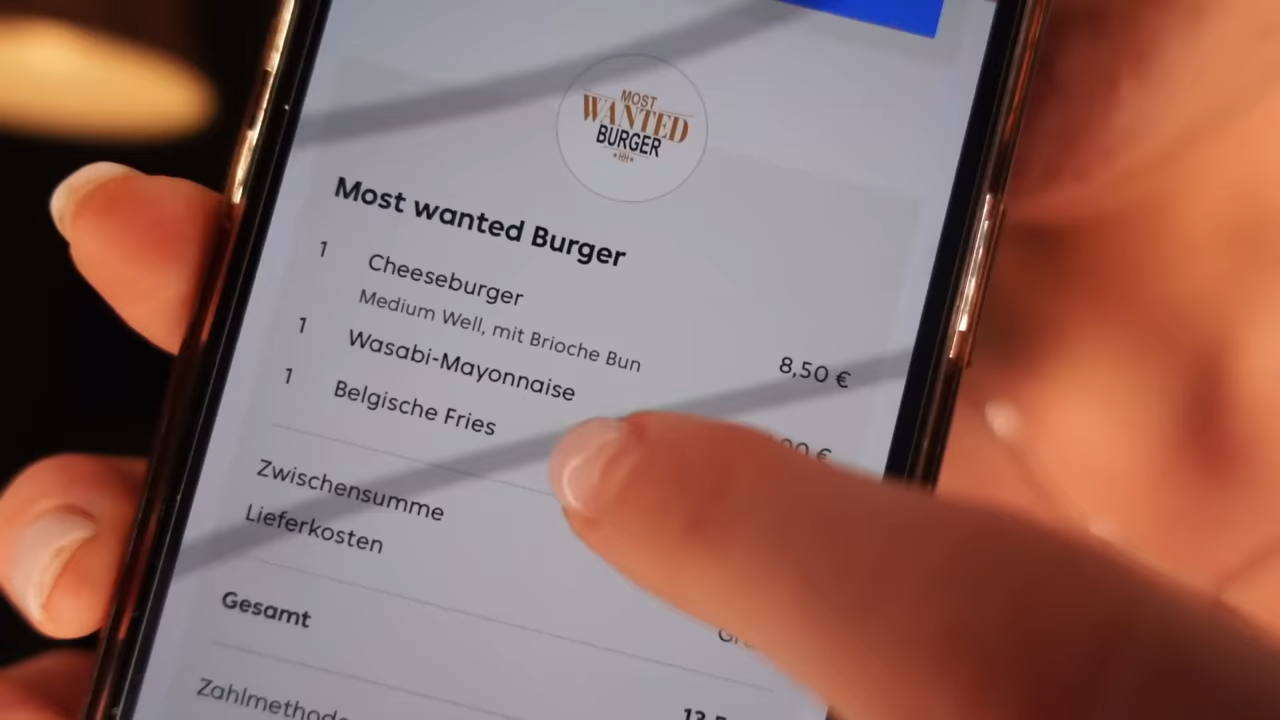 MOST
WANTED
BURGER
HH
Most wanted Burger
1 Cheeseburger 8,50 €
Medium Well, mit Brioche Bun
1 Wasabi-Mayonnaise
1 Belgische Fries €
Zwischensumme
Lieferkosten
Gesamt